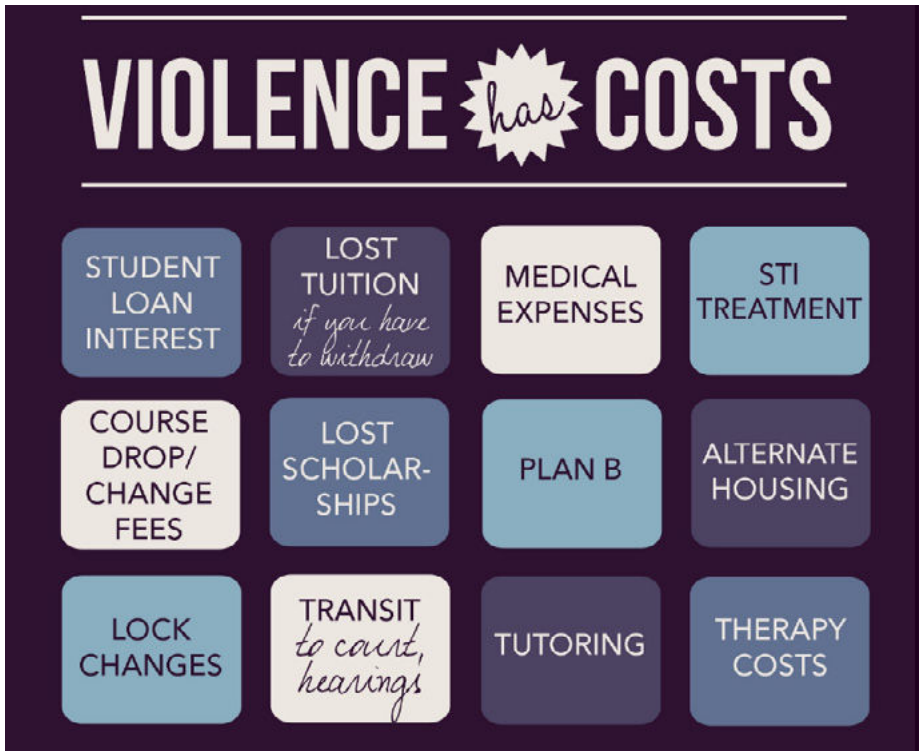 VIOLENCE has COSTS
STUDENT
LOAN
INTEREST
LOST
TUITION
if you have
to withdraw
MEDICAL
EXPENSES
STI
TREATMENT
COURSE
DROP/
CHANGE
FEES
LOST
SCHOLAR-
SHIPS
PLAN B
ALTERNATE
HOUSING
LOCK
CHANGES
TRANSIT
to court,
hearings
TUTORING
THERAPY
COSTS